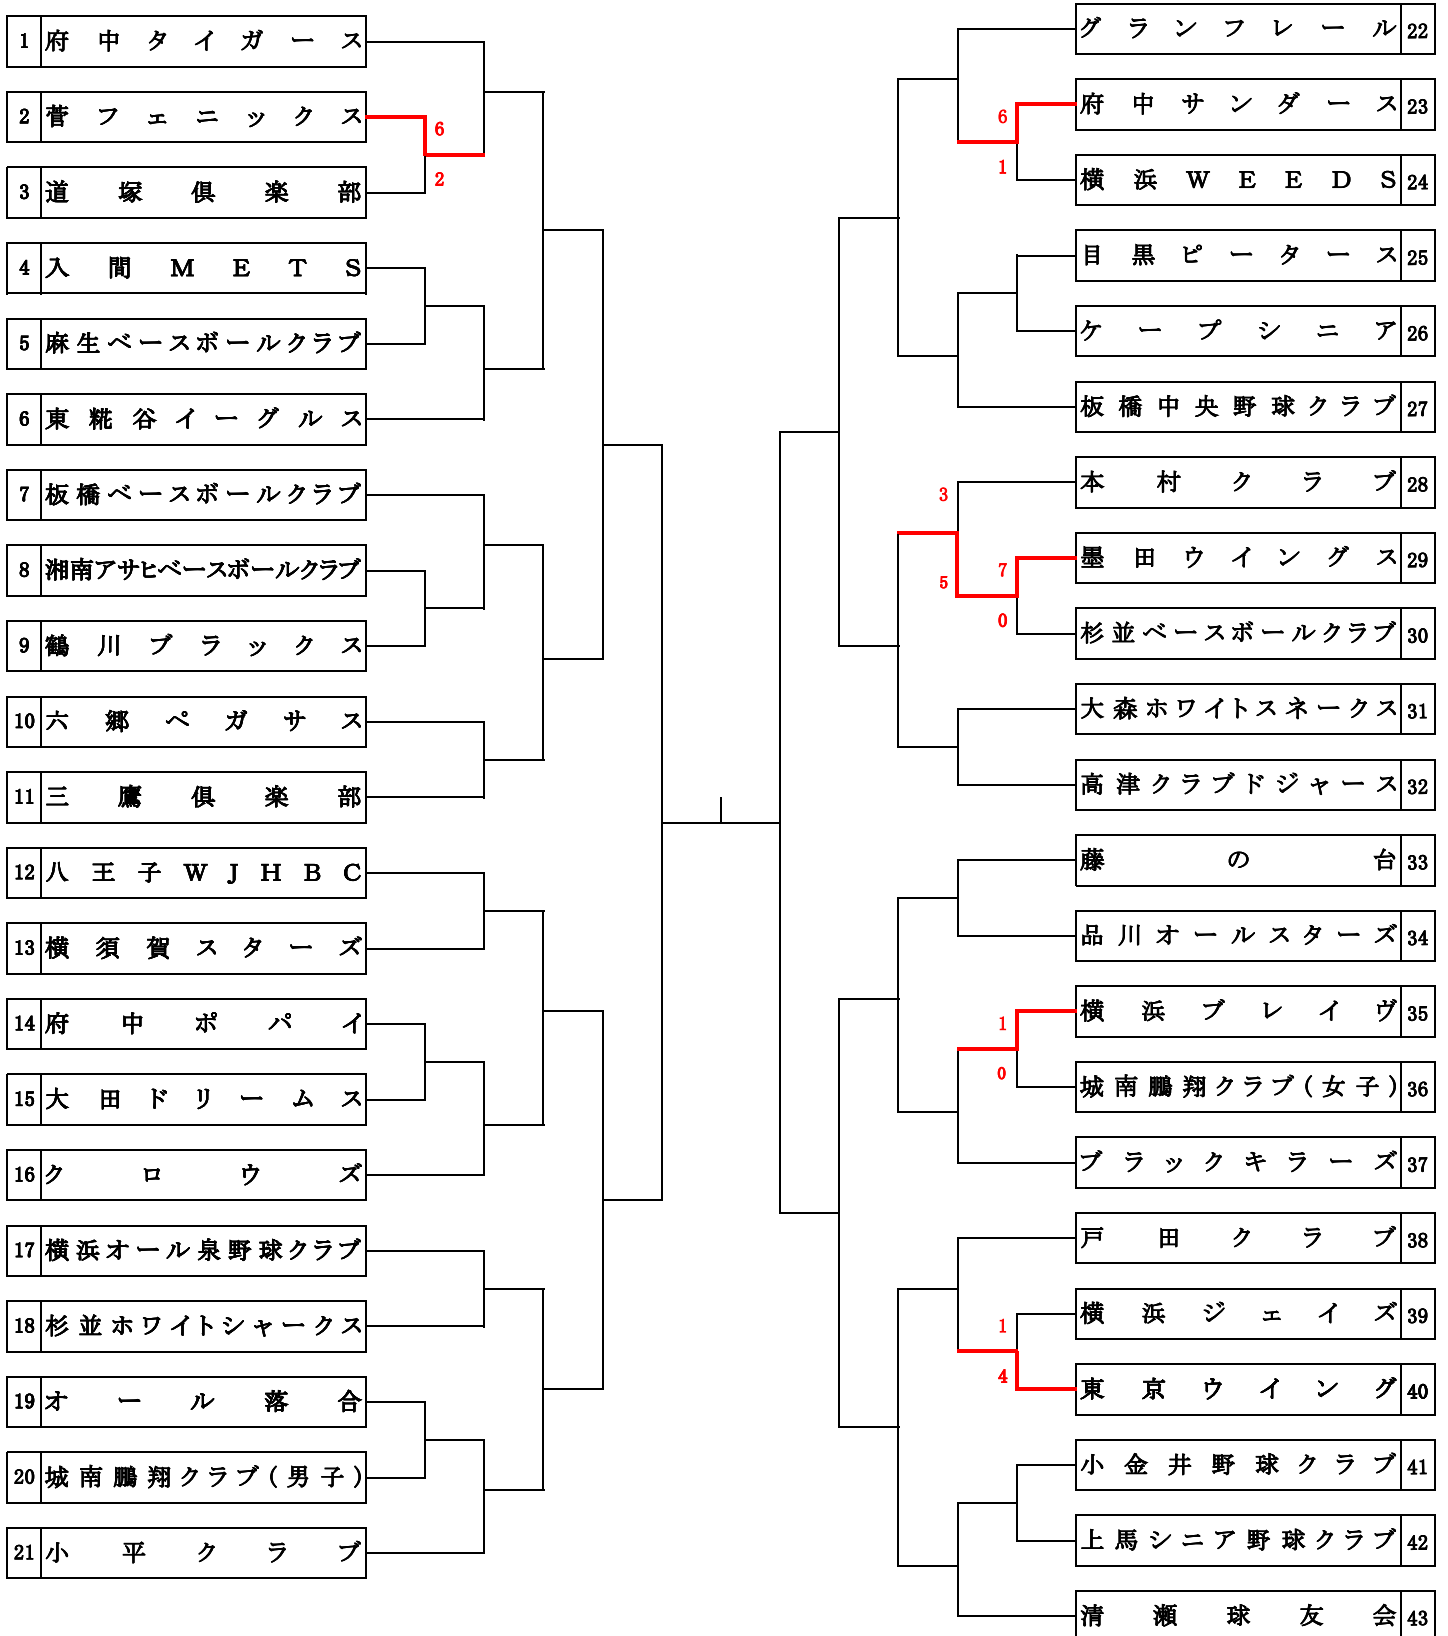 1 府中タイガース
2 菅フェニックス
6
3 道塚倶楽部
2
4 入間ＭＥＴＳ
5 麻生ベースボールクラブ
6 東糀谷イーグルス
7 板橋ベースボールクラブ
8 湘南アサヒベースボールクラブ
9 鶴川ブラックス
10 六郷ペガサス
11 三鷹倶楽部
12 八王子ＷＪＨＢＣ
13 横須賀スターズ
14 府中ポパイ
15 大田ドリームス
16 クロウズ
17 横浜オール泉野球クラブ
18 杉並ホワイトシャークス
19 オール落合
20 城南鵬翔クラブ(男子)
21 小平クラブ
グランフレール 22
6
府中サンダース 23
1
横浜ＷＥＥＤＳ 24
目黒ピータース 25
ケープシニア 26
板橋中央野球クラブ 27
3
本村クラブ 28
5
7
墨田ウイングス 29
0
杉並ベースボールクラブ 30
大森ホワイトスネークス 31
高津クラブドジャース 32
藤の台 33
品川オールスターズ 34
1
横浜ブレイヴ 35
0
城南鵬翔クラブ(女子) 36
ブラックキラーズ 37
戸田クラブ 38
1
横浜ジェイズ 39
4
東京ウイング 40
小金井野球クラブ 41
上馬シニア野球クラブ 42
清瀬球友会 43